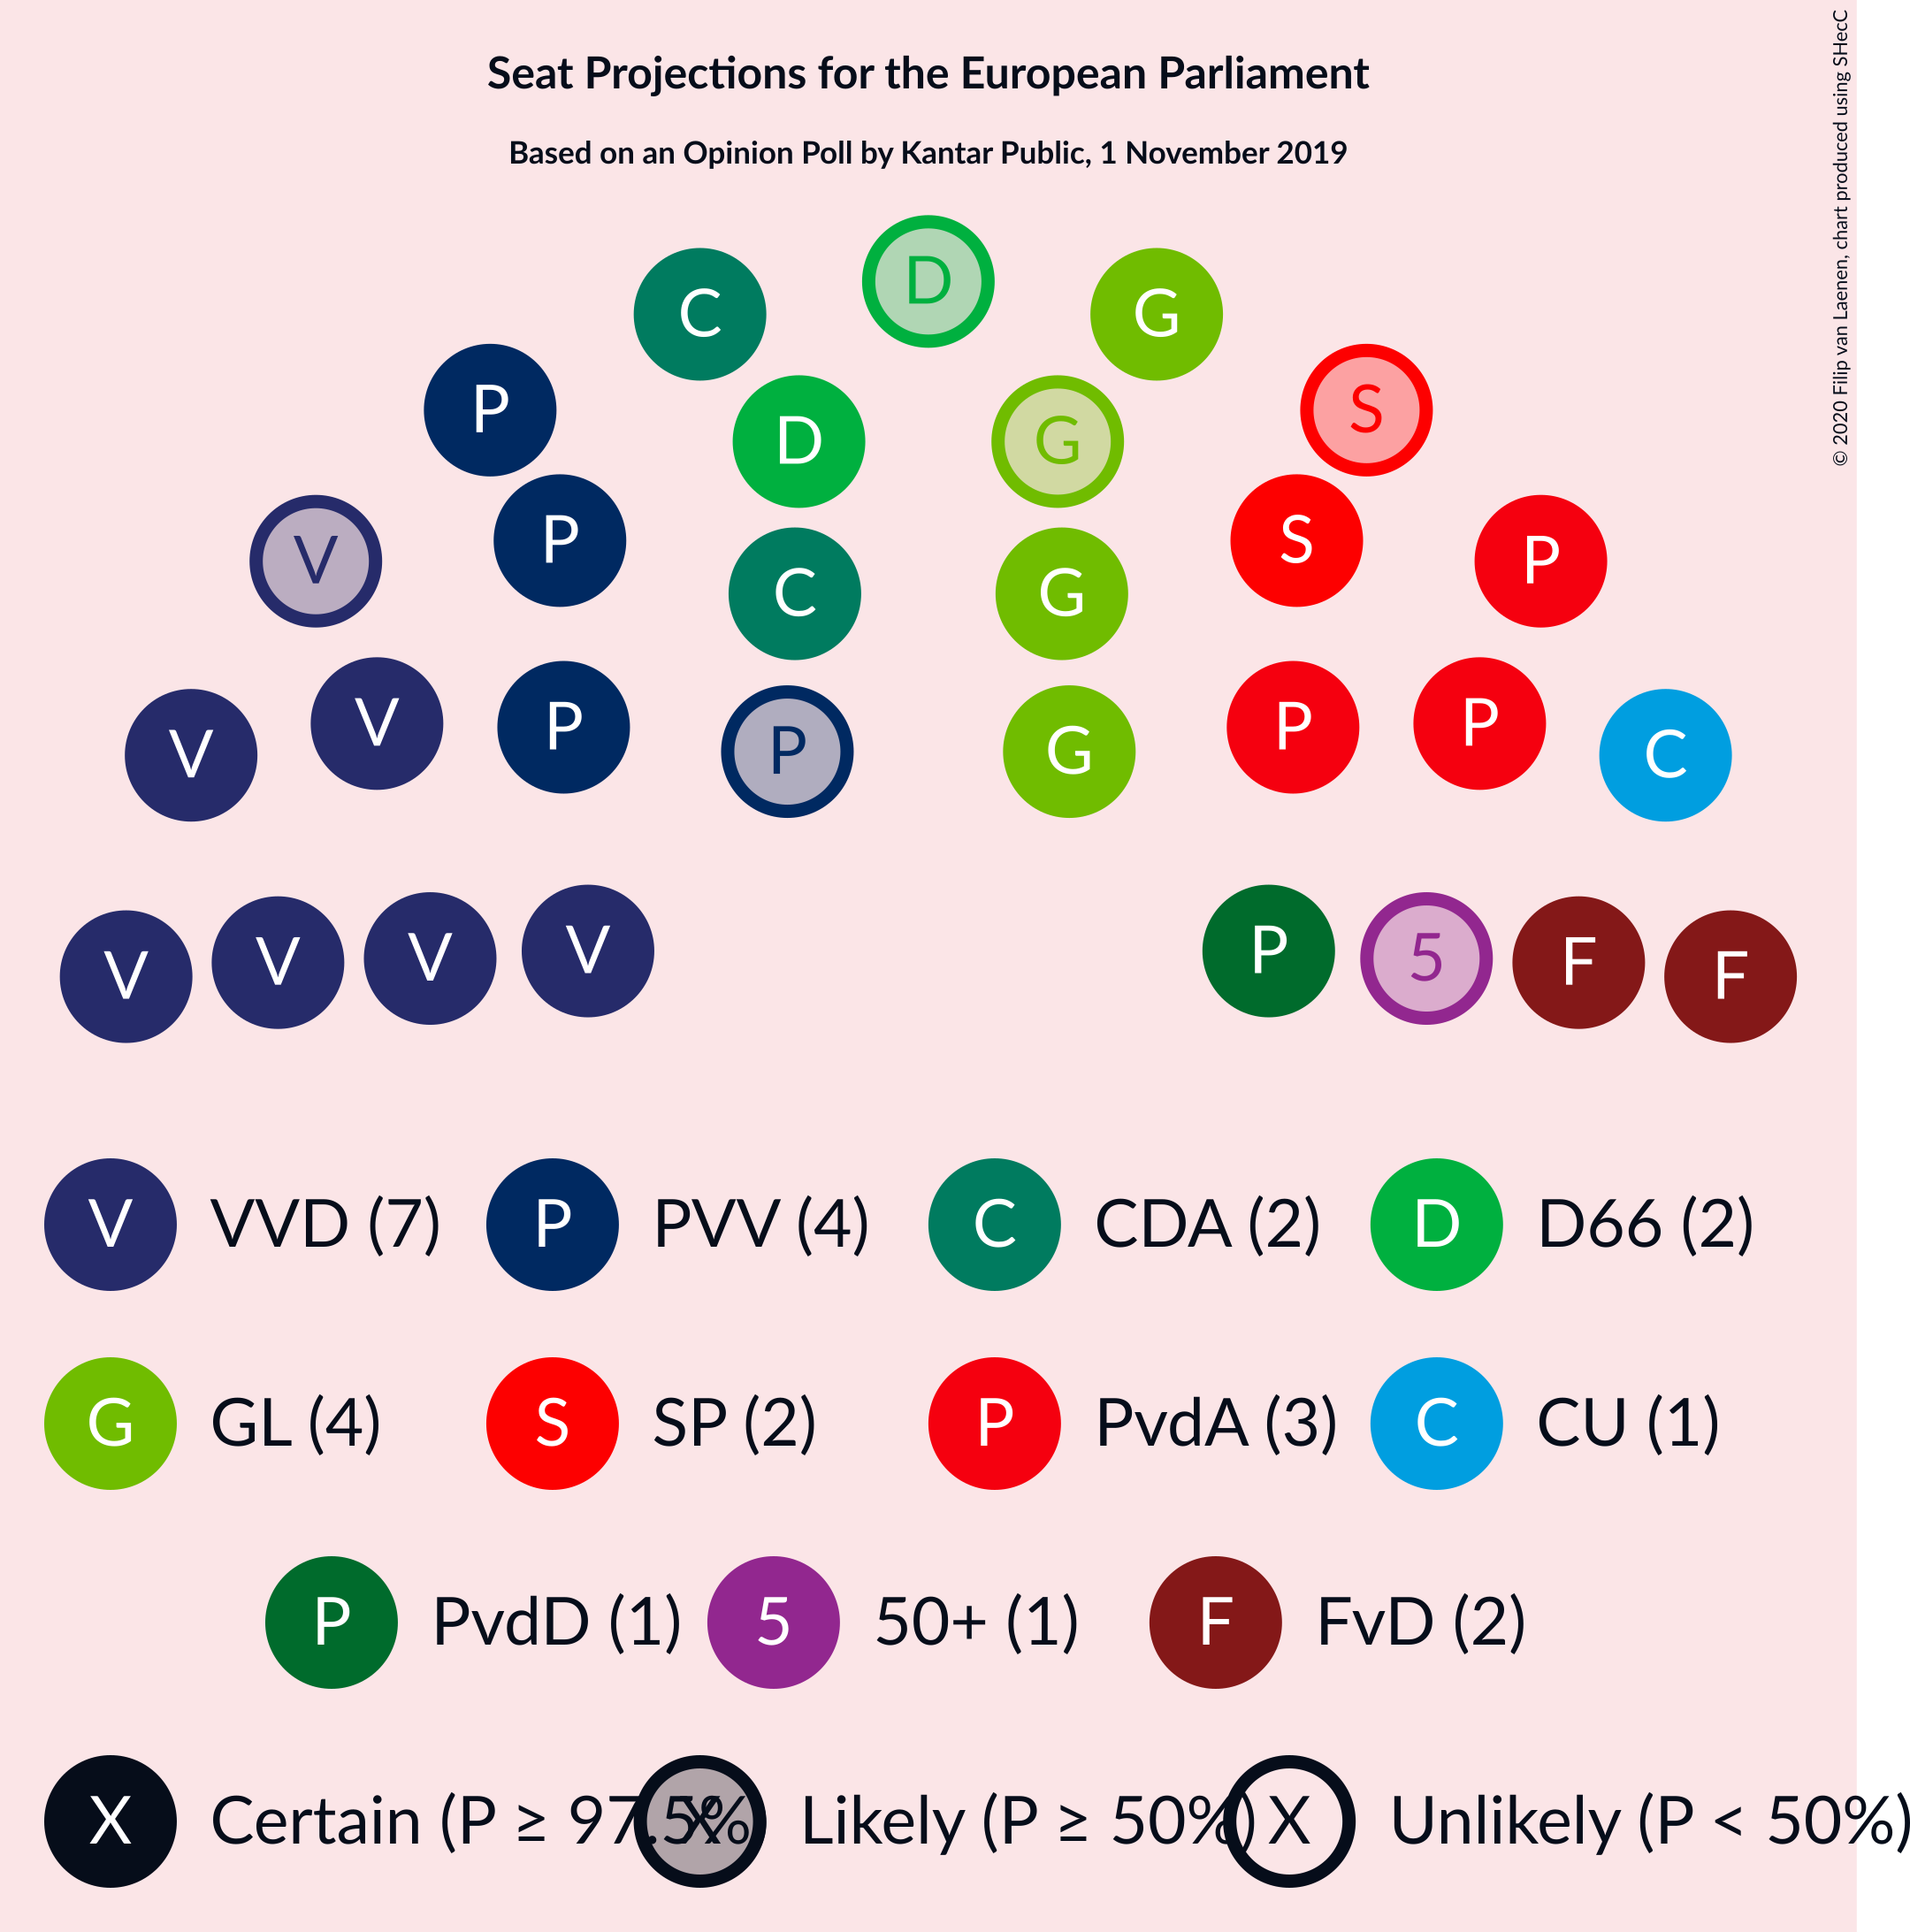 Seat Projections for the European Parliament
Based on an Opinion Poll by Kantar Public, 1 November 2019
© 2020 Filip van Laenen, chart produced using SHecC
D
C G
P S
D G
P S
V P
C G
V P P P
V P G C
V V V V P 5 F F
V VVD (7) P PVV (4) C CDA (2) D D66 (2)
G GL (4) S SP (2) P PvdA (3) C CU (1)
P PvdD (1) 5 50+ (1) F FvD (2)
X Certain (P ≥ 97.5% X Likely (P ≥ 50%) X Unlikely (P < 50%)